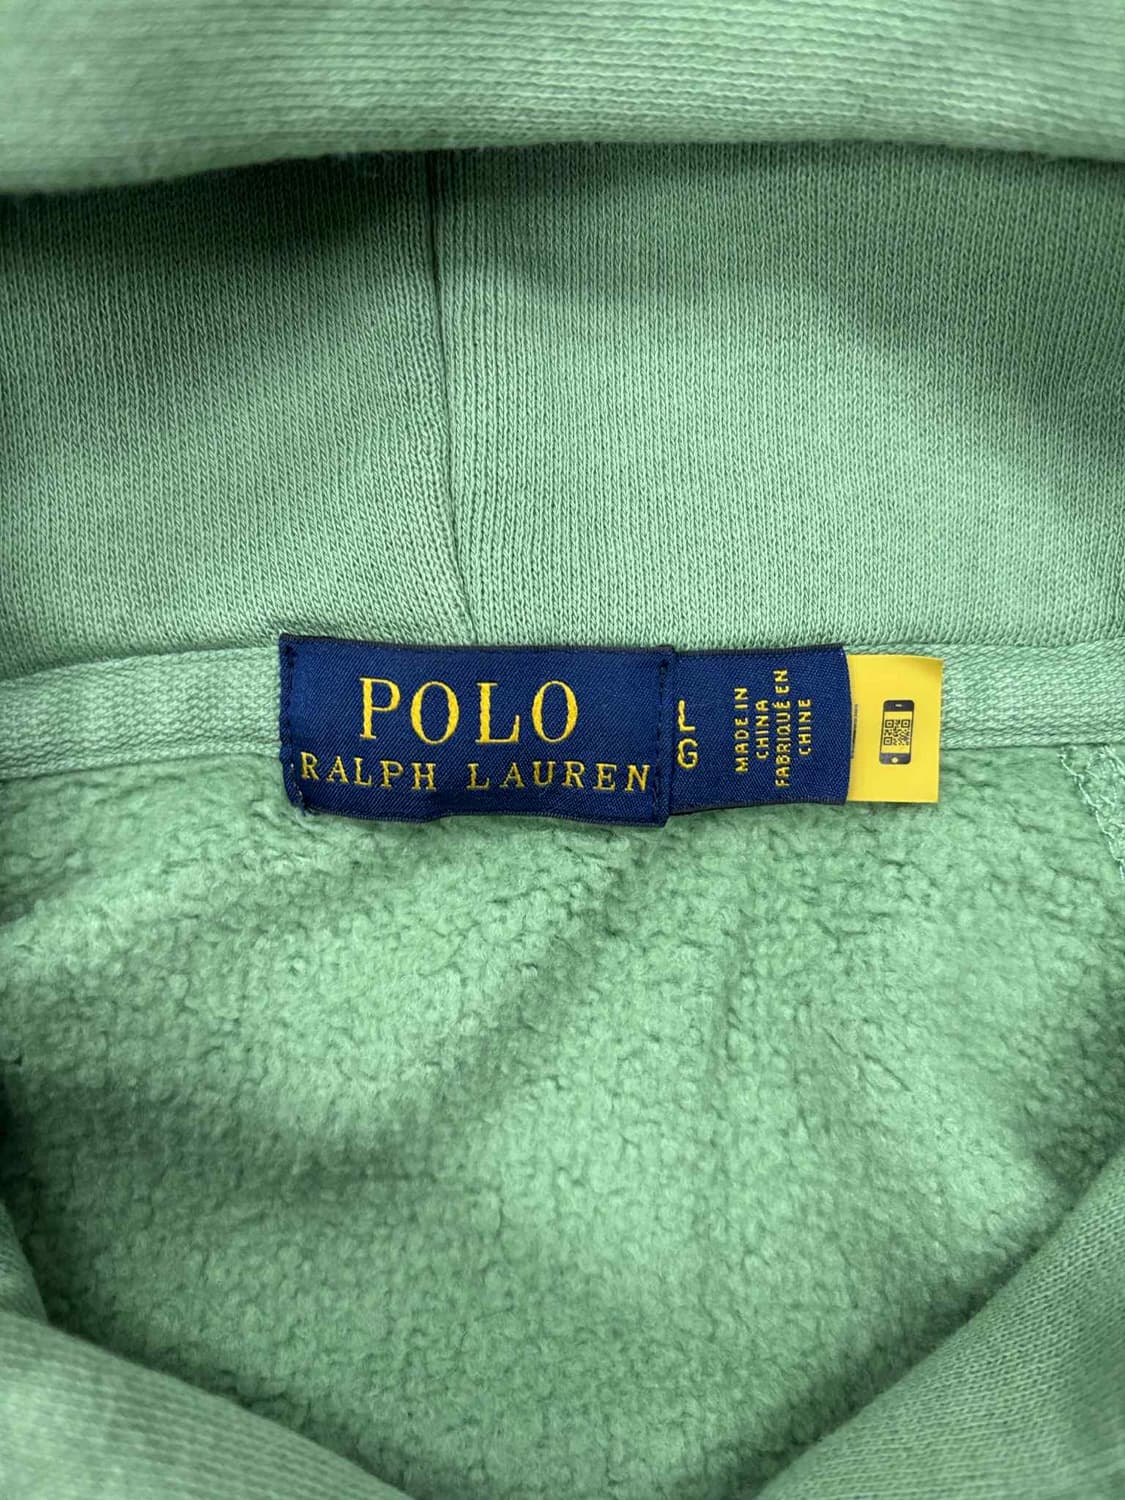 POLO
RALPH LAUREN
L
G
MADE IN
CHINA
FABRIQUÉ EN
CHINE